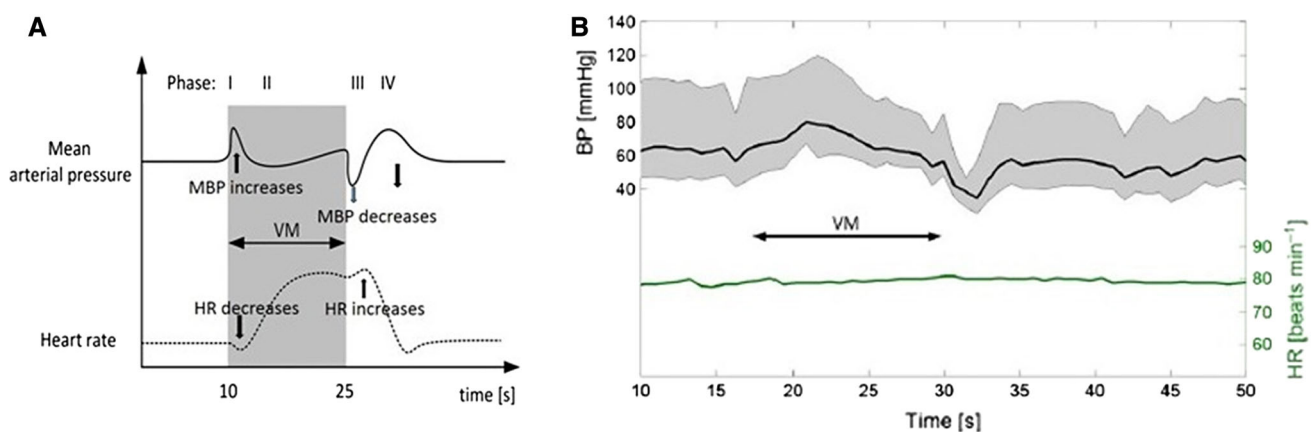 A
Phase: I II III IV
Mean
arterial pressure
MBP increases
MBP decreases
VM
HR decreases
HR increases
Heart rate
10
25
time [s]
B
BP [mmHg]
140
120
100
80
60
40
VM
90
80
70
60
HR [beats min⁻¹]
10 15 20 25 30 35 40 45 50
Time [s]